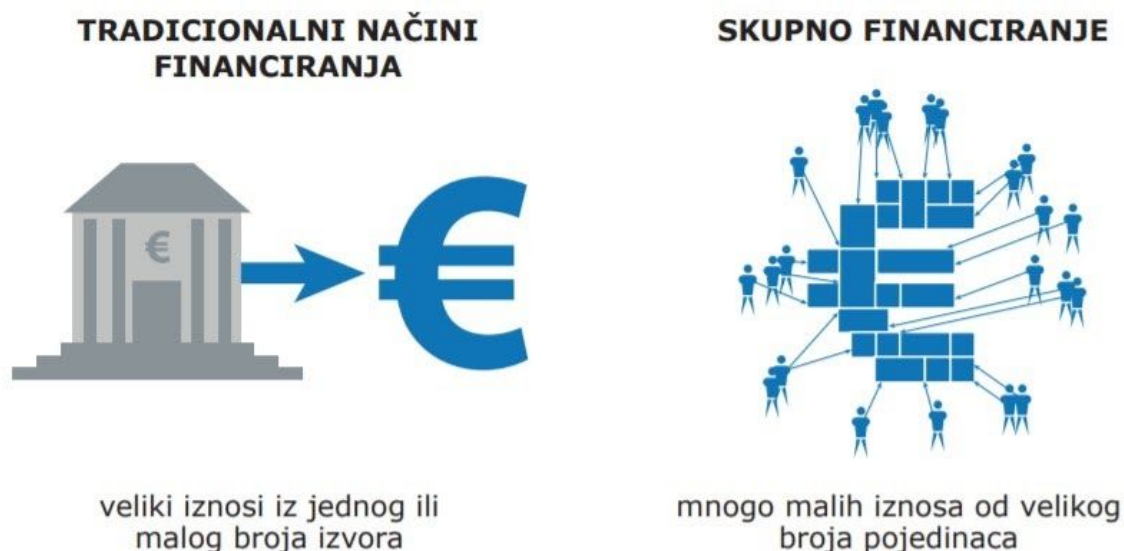 TRADICIONALNI NAČINI
FINANCIRANJA
€
€
veliki iznosi iz jednog ili
malog broja izvora
SKUPNO FINANCIRANJE
mnogo malih iznosa od velikog
broja pojedinaca